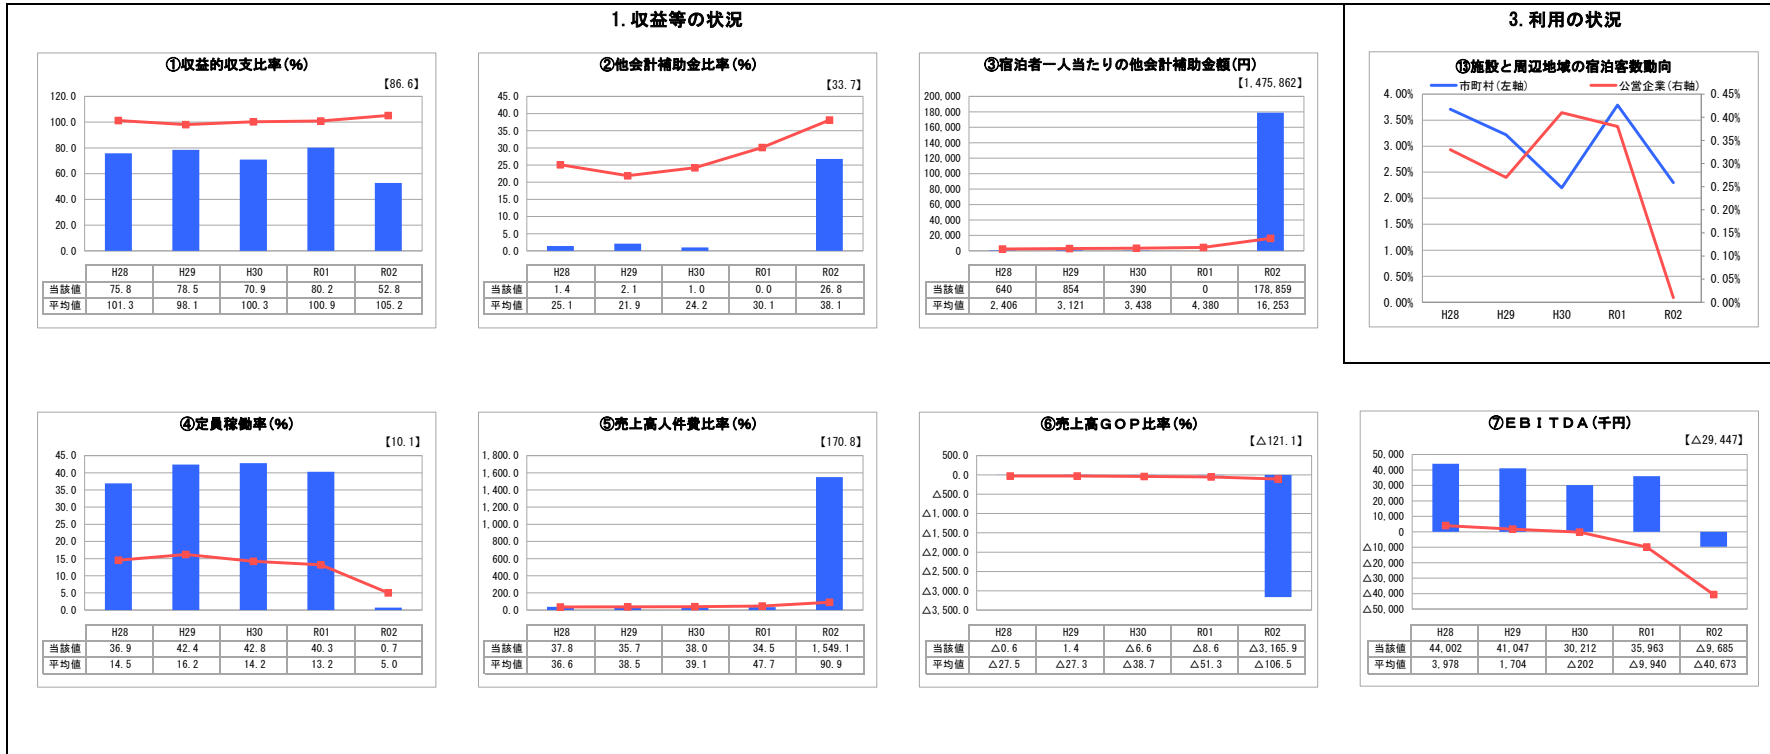 1. 収益等の状況
①収益的収支比率(%)
【86.6】
120.0
100.0
80.0
60.0
40.0
20.0
0.0
H28 H29 H30 R01 R02
当該値 75.8 78.5 70.9 80.2 52.8
平均値 101.3 98.1 100.3 100.9 105.2
②他会計補助金比率(%)
【33.7】
45.0
40.0
35.0
30.0
25.0
20.0
15.0
10.0
5.0
0.0
H28 H29 H30 R01 R02
当該値 1.4 2.1 1.0 0.0 26.8
平均値 25.1 21.9 24.2 30.1 38.1
③宿泊者一人当たりの他会計補助金額(円)
【1,475,862】
200,000
180,000
160,000
140,000
120,000
100,000
80,000
60,000
40,000
20,000
0
H28 H29 H30 R01 R02
当該値 640 854 390 0 178,859
平均値 2,406 3,121 3,438 4,380 16,253
3. 利用の状況
⑬施設と周辺地域の宿泊客数動向
市町村(左軸) 公営企業(右軸)
4.00%
3.50%
3.00%
2.50%
2.00%
1.50%
1.00%
0.50%
0.00%
0.45%
0.40%
0.35%
0.30%
0.25%
0.20%
0.15%
0.10%
0.05%
0.00%
H28 H29 H30 R01 R02
④定員稼働率(%)
【10.1】
45.0
40.0
35.0
30.0
25.0
20.0
15.0
10.0
5.0
0.0
H28 H29 H30 R01 R02
当該値 36.9 42.4 42.8 40.3 0.7
平均値 14.5 16.2 14.2 13.2 5.0
⑤売上高人件費比率(%)
【170.8】
1,800.0
1,600.0
1,400.0
1,200.0
1,000.0
800.0
600.0
400.0
200.0
0.0
H28 H29 H30 R01 R02
当該値 37.8 35.7 38.0 34.5 1,549.1
平均値 36.6 38.5 39.1 47.7 90.9
⑥売上高GOP比率(%)
【△121.1】
500.0
0.0
△500.0
△1,000.0
△1,500.0
△2,000.0
△2,500.0
△3,000.0
△3,500.0
H28 H29 H30 R01 R02
当該値 △0.6 1.4 △6.6 △8.6 △3,165.9
平均値 △27.5 △27.3 △38.7 △51.3 △106.5
⑦EBITDA(千円)
【△29,447】
50,000
40,000
30,000
20,000
10,000
0
△10,000
△20,000
△30,000
△40,000
△50,000
H28 H29 H30 R01 R02
当該値 44,002 41,047 30,212 35,963 △9,685
平均値 3,978 1,704 △202 △9,940 △40,673